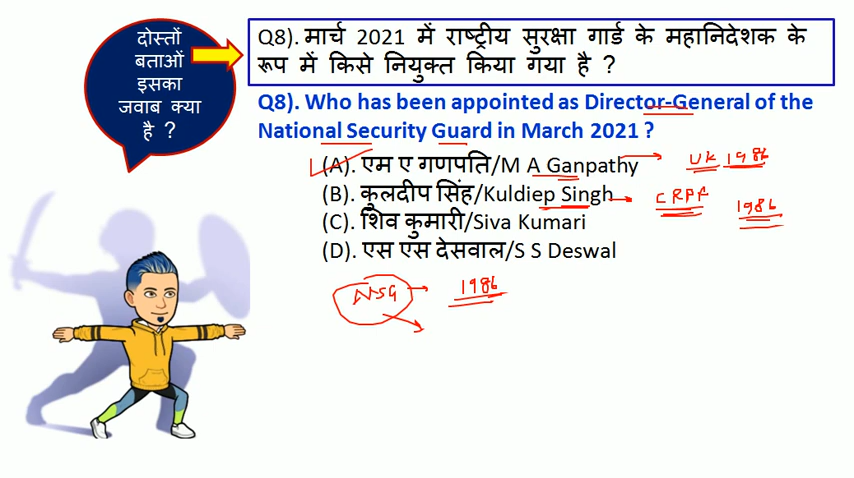 दोस्तों
बताओं
इसका
जवाब क्या
है ?
Q8). मार्च 2021 में राष्ट्रीय सुरक्षा गार्ड के महानिदेशक के
रूप में किसे नियुक्त किया गया है ?
Q8). Who has been appointed as Director-General of the
National Security Guard in March 2021 ?
(A). एम ए गणपति/M A Ganpathy UK 1986
(B). कुलदीप सिंह/Kuldiep Singh CRPF 1986
(C). शिव कुमारी/Siva Kumari
(D). एस एस देसवाल/S S Deswal
NSG 1986